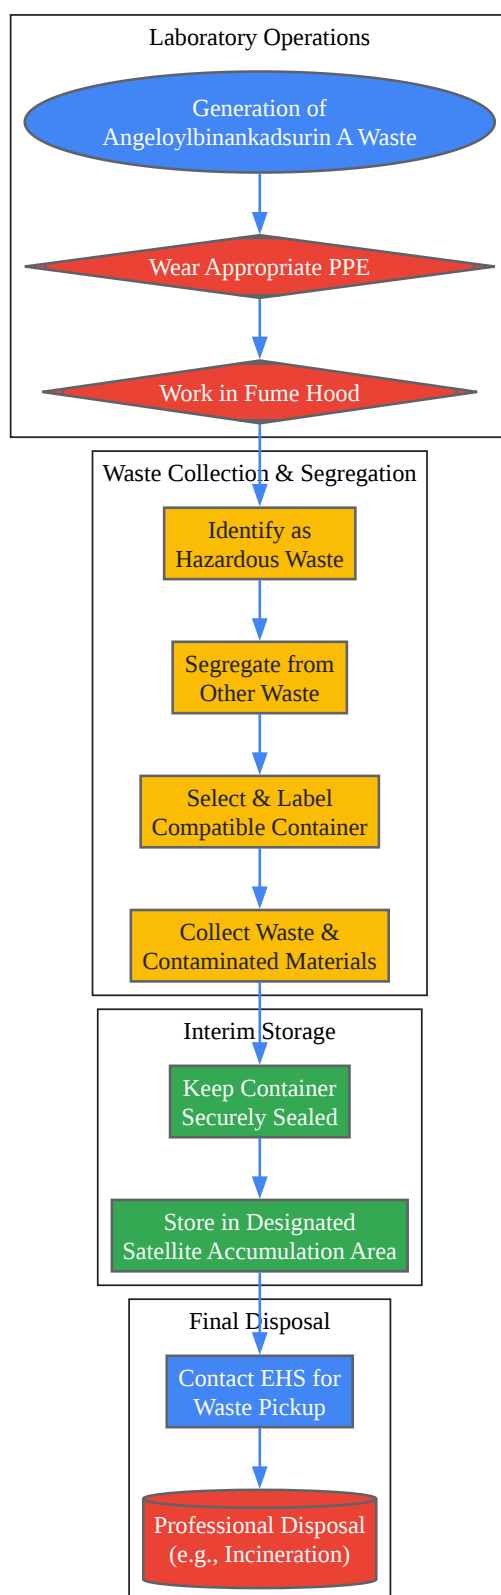 Laboratory Operations
Generation of
Angeloylbinankadsurin A Waste
Wear Appropriate PPE
Work in Fume Hood
Waste Collection & Segregation
Identify as
Hazardous Waste
Segregate from
Other Waste
Select & Label
Compatible Container
Collect Waste &
Contaminated Materials
Interim Storage
Keep Container
Securely Sealed
Store in Designated
Satellite Accumulation Area
Final Disposal
Contact EHS for
Waste Pickup
Professional Disposal
(e.g., Incineration)